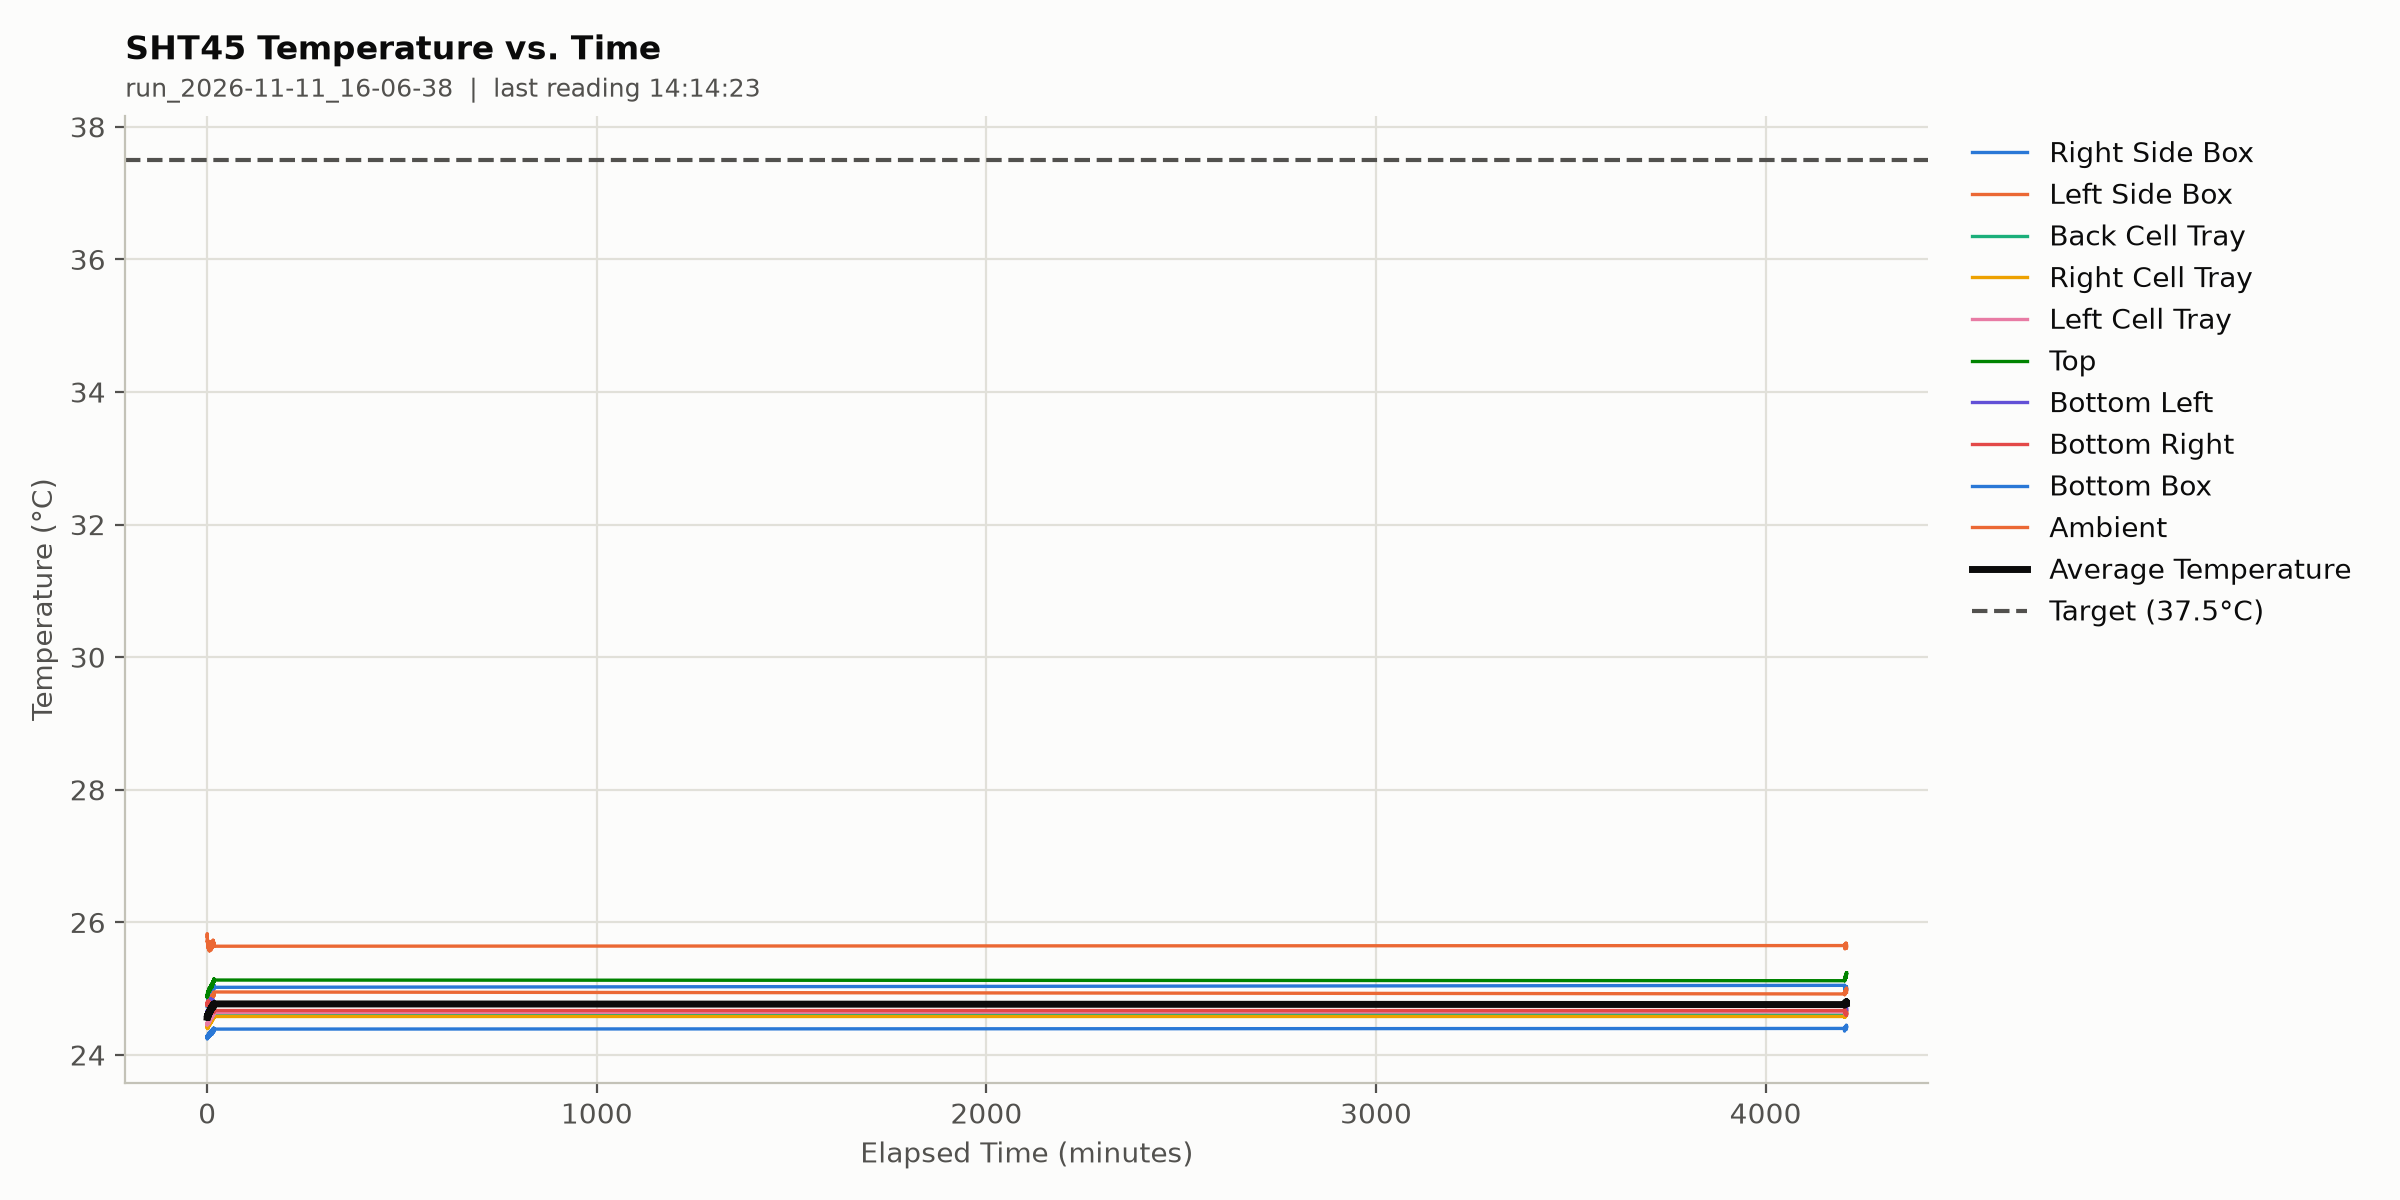 SHT45 Temperature vs. Time
run_2026-11-11_16-06-38 | last reading 14:14:23
38
36
34
32
30
28
26
24
Temperature (°C)
0 1000 2000 3000 4000
Elapsed Time (minutes)
Right Side Box
Left Side Box
Back Cell Tray
Right Cell Tray
Left Cell Tray
Top
Bottom Left
Bottom Right
Bottom Box
Ambient
Average Temperature
Target (37.5°C)